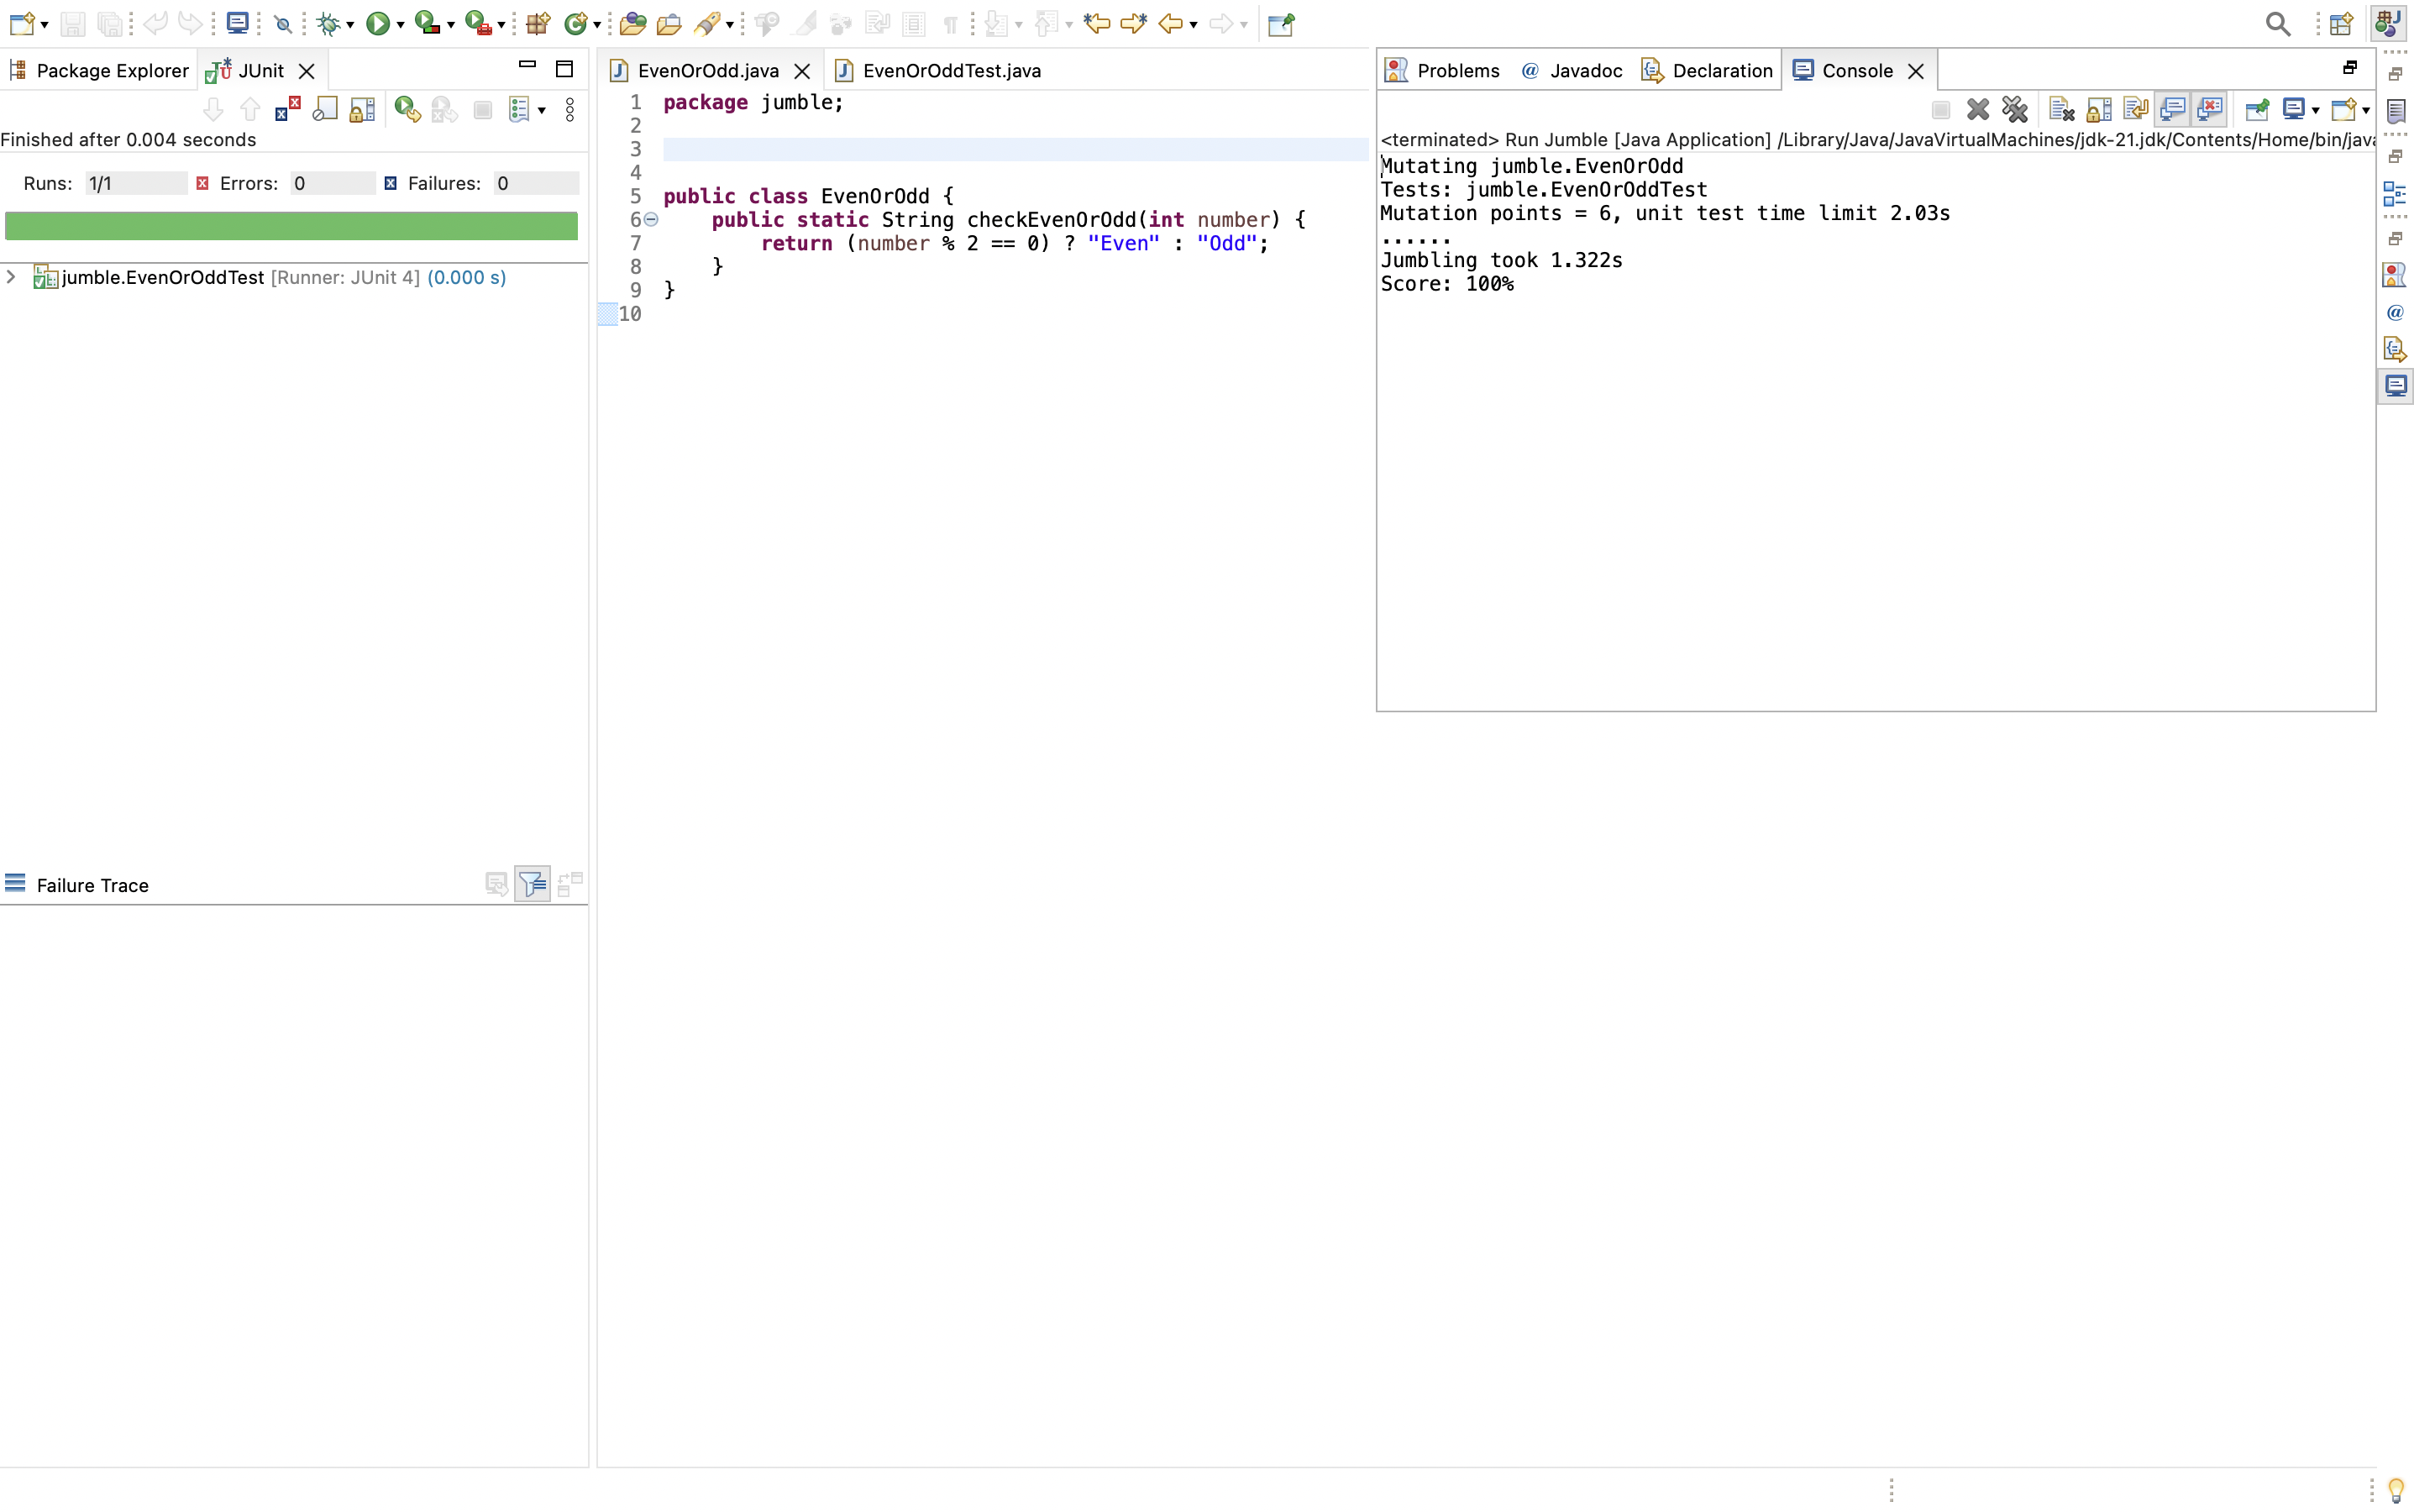 Package Explorer
JUnit
Finished after 0.004 seconds
Runs: 1/1
Errors: 0
Failures: 0
jumble.EvenOrOddTest [Runner: JUnit 4] (0.000 s)
Failure Trace
EvenOrOdd.java
EvenOrOddTest.java
1 package jumble;
2
3
4
5 public class EvenOrOdd {
6 public static String checkEvenOrOdd(int number) {
7 return (number % 2 == 0) ? "Even" : "Odd";
8 }
9 }
10
Problems
Javadoc
Declaration
Console
<terminated> Run Jumble [Java Application] /Library/Java/JavaVirtualMachines/jdk-21.jdk/Contents/Home/bin/java
Mutating jumble.EvenOrOdd
Tests: jumble.EvenOrOddTest
Mutation points = 6, unit test time limit 2.03s
......
Jumbling took 1.322s
Score: 100%